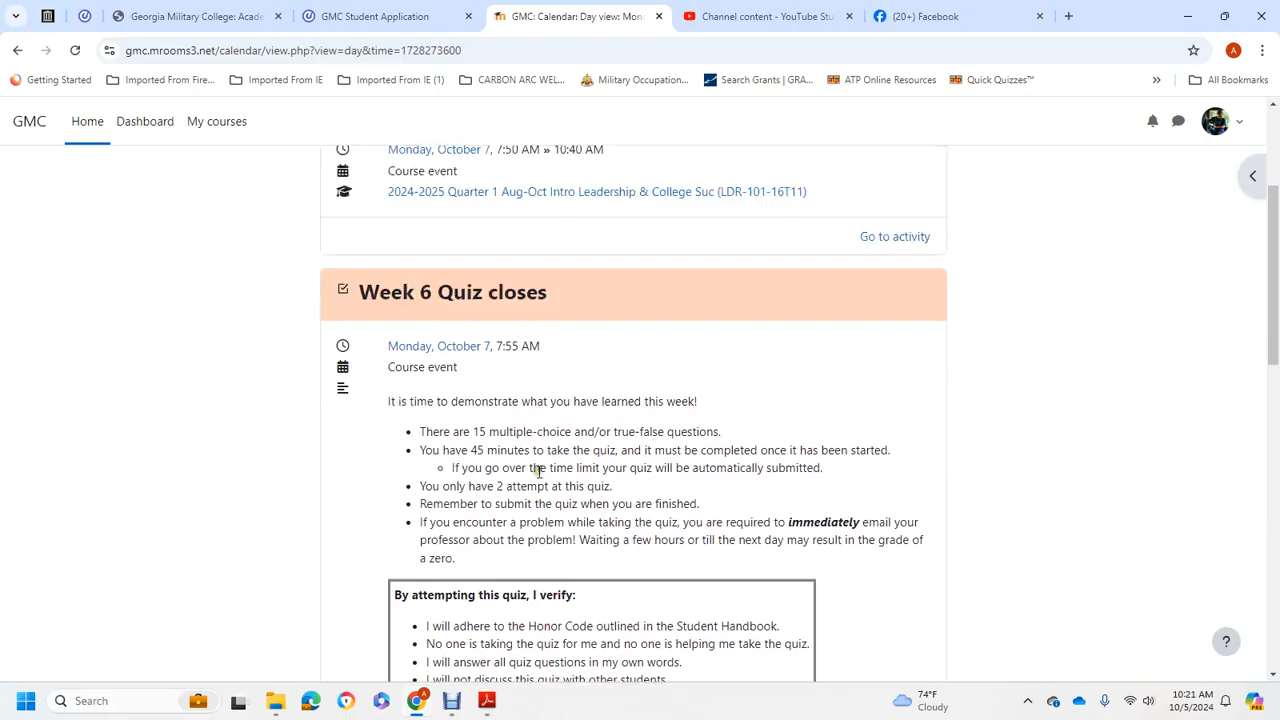 Georgia Military College: Acade
GMC Student Application
GMC: Calendar: Day view: Mon
Channel content - YouTube Stu
(20+) Facebook
gmc.mrooms3.net/calendar/view.php?view=day&time=1728273600
A
Getting Started
Imported From Fire...
Imported From IE
Imported From IE (1)
CARBON ARC WEL...
Military Occupation...
Search Grants | GRA...
ATP Online Resources
Quick Quizzes™
»
All Bookmarks
GMC
Home
Dashboard
My courses
Monday, October 7, 7:50 AM » 10:40 AM
Course event
2024-2025 Quarter 1 Aug-Oct Intro Leadership & College Suc (LDR-101-16T11)
Go to activity
Week 6 Quiz closes
Monday, October 7, 7:55 AM
Course event
It is time to demonstrate what you have learned this week!
There are 15 multiple-choice and/or true-false questions.
You have 45 minutes to take the quiz, and it must be completed once it has been started.
If you go over the time limit your quiz will be automatically submitted.
You only have 2 attempt at this quiz.
Remember to submit the quiz when you are finished.
If you encounter a problem while taking the quiz, you are required to immediately email your
professor about the problem! Waiting a few hours or till the next day may result in the grade of
a zero.
By attempting this quiz, I verify:
I will adhere to the Honor Code outlined in the Student Handbook.
No one is taking the quiz for me and no one is helping me take the quiz.
I will answer all quiz questions in my own words.
I will not discuss this quiz with other students.
?
Search
74°F
Cloudy
10:21 AM
10/5/2024